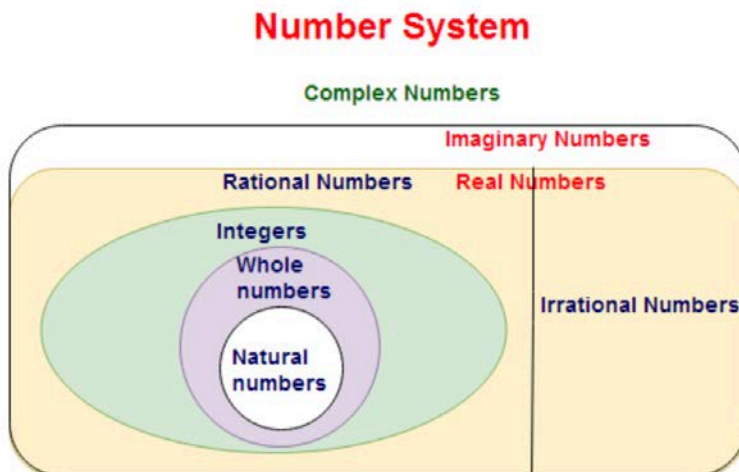 Number System
Complex Numbers
Imaginary Numbers
Rational Numbers
Real Numbers
Integers
Whole
numbers
Irrational Numbers
Natural
numbers